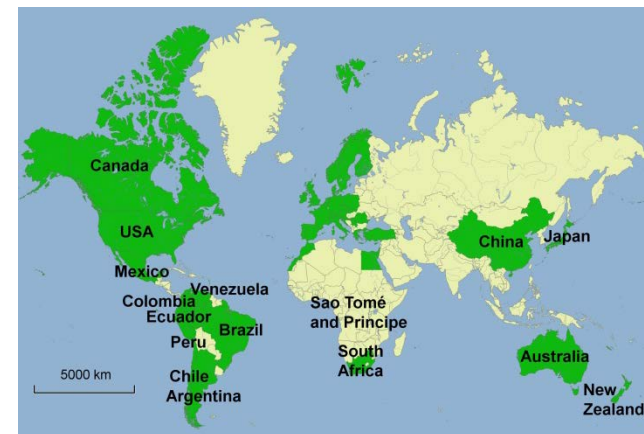 Canada
USA
Mexico
Venezuela
Colombia
Ecuador
Brazil
Peru
Chile
Argentina
Sao Tomé
and Principe
South
Africa
China
Japan
Australia
New
Zealand
5000 km